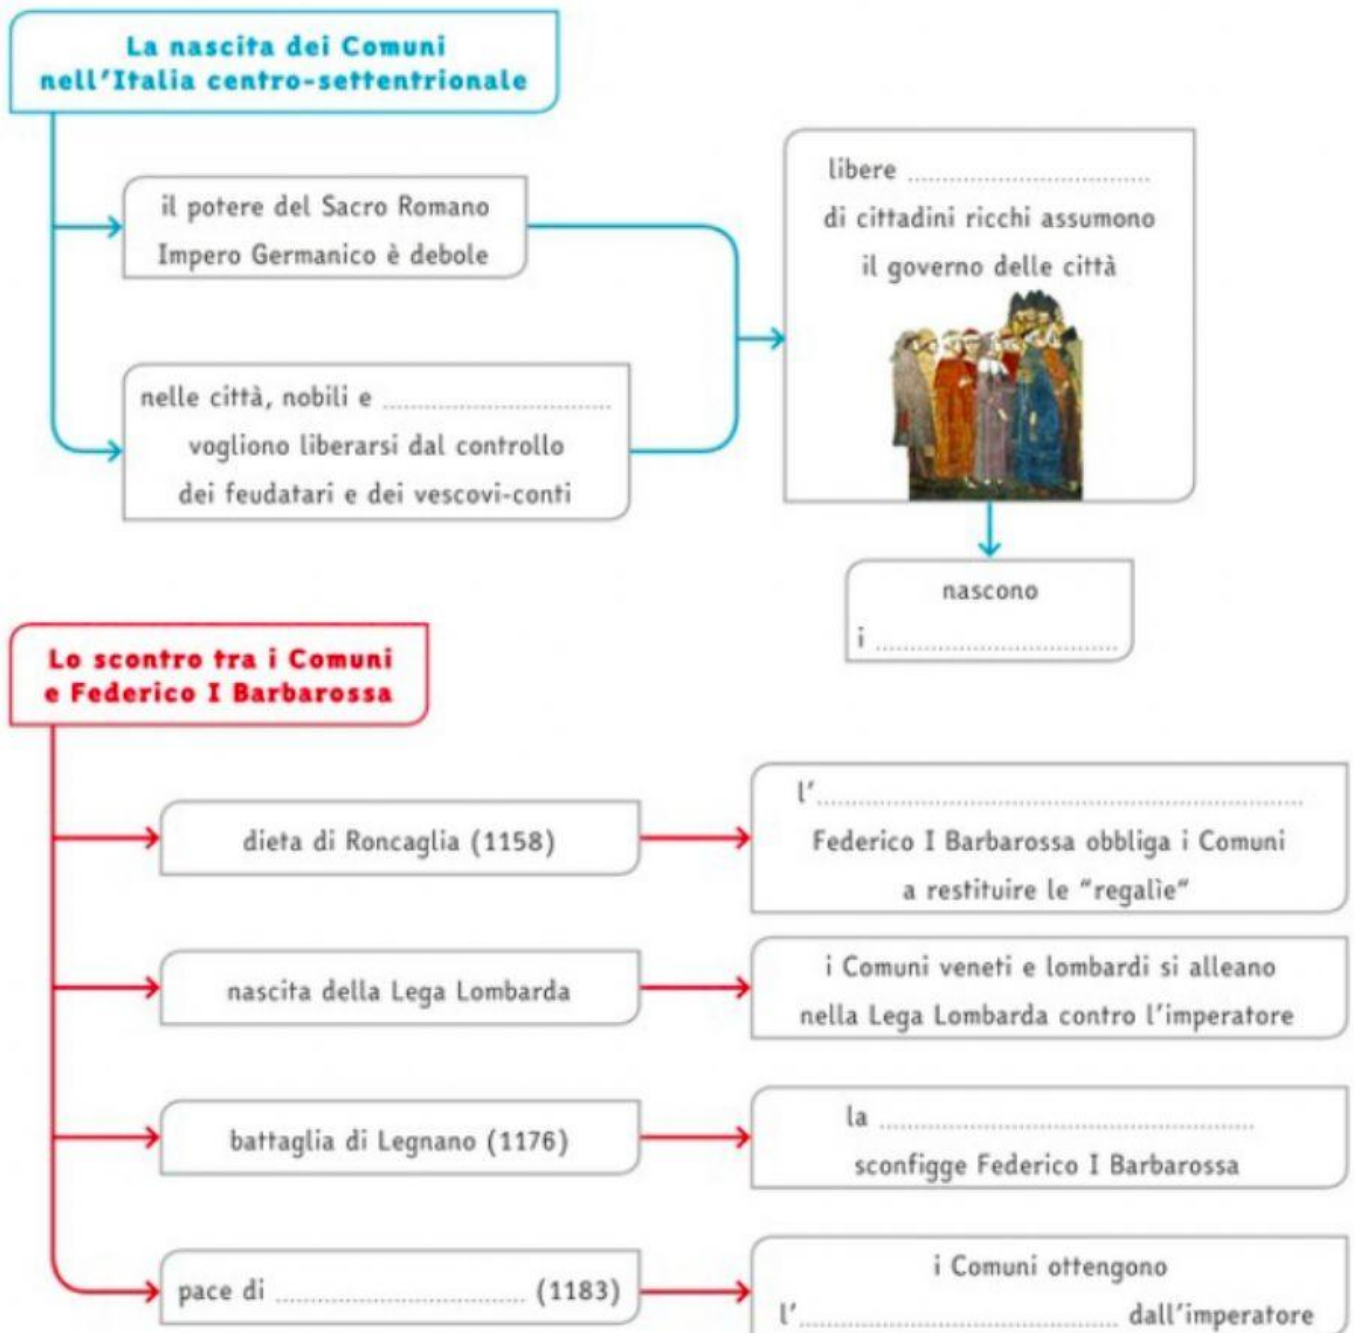 La nascita dei Comuni
nell'Italia centro-settentrionale
il potere del Sacro Romano
Impero Germanico è debole
nelle città, nobili e ........................
vogliono liberarsi dal controllo
dei feudatari e dei vescovi-conti
libere ........................
di cittadini ricchi assumono
il governo delle città
nascono
i ........................
Lo scontro tra i Comuni
e Federico I Barbarossa
dieta di Roncaglia (1158)
l'........................
Federico I Barbarossa obbliga i Comuni
a restituire le "regalìe"
nascita della Lega Lombarda
i Comuni veneti e lombardi si alleano
nella Lega Lombarda contro l'imperatore
battaglia di Legnano (1176)
la ........................
sconfigge Federico I Barbarossa
pace di ........................ (1183)
i Comuni ottengono
l'........................ dall'imperatore